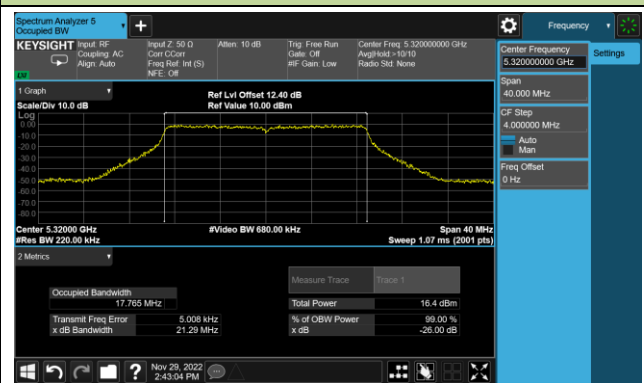 Spectrum Analyzer 5
Occupied BW
+
Frequency
KEYSIGHT
Input: RF
Coupling: AC
Align: Auto
Input Z: 50 Ω
Corr CCorr
Freq Ref: Int (S)
NFE: Off
Atten: 10 dB
Trig: Free Run
Gate: Off
#IF Gain: Low
Center Freq: 5.320000000 GHz
Avg|Hold:>10/10
Radio Std: None
LXI
Center Frequency
5.320000000 GHz
Settings
Span
40.000 MHz
CF Step
4.000000 MHz
Auto
Man
Freq Offset
0 Hz
1 Graph
Scale/Div 10.0 dB
Ref Lvl Offset 12.40 dB
Ref Value 10.00 dBm
Log
0.00
-10.0
-20.0
-30.0
-40.0
-50.0
-60.0
-70.0
-80.0
Center 5.32000 GHz
#Res BW 220.00 kHz
#Video BW 680.00 kHz
Span 40 MHz
Sweep 1.07 ms (2001 pts)
2 Metrics
Measure Trace Trace 1
Occupied Bandwidth
17.765 MHz
Total Power 16.4 dBm
Transmit Freq Error 5.008 kHz
% of OBW Power 99.00 %
x dB Bandwidth 21.29 MHz
x dB -26.00 dB
?
Nov 29, 2022
2:43:04 PM